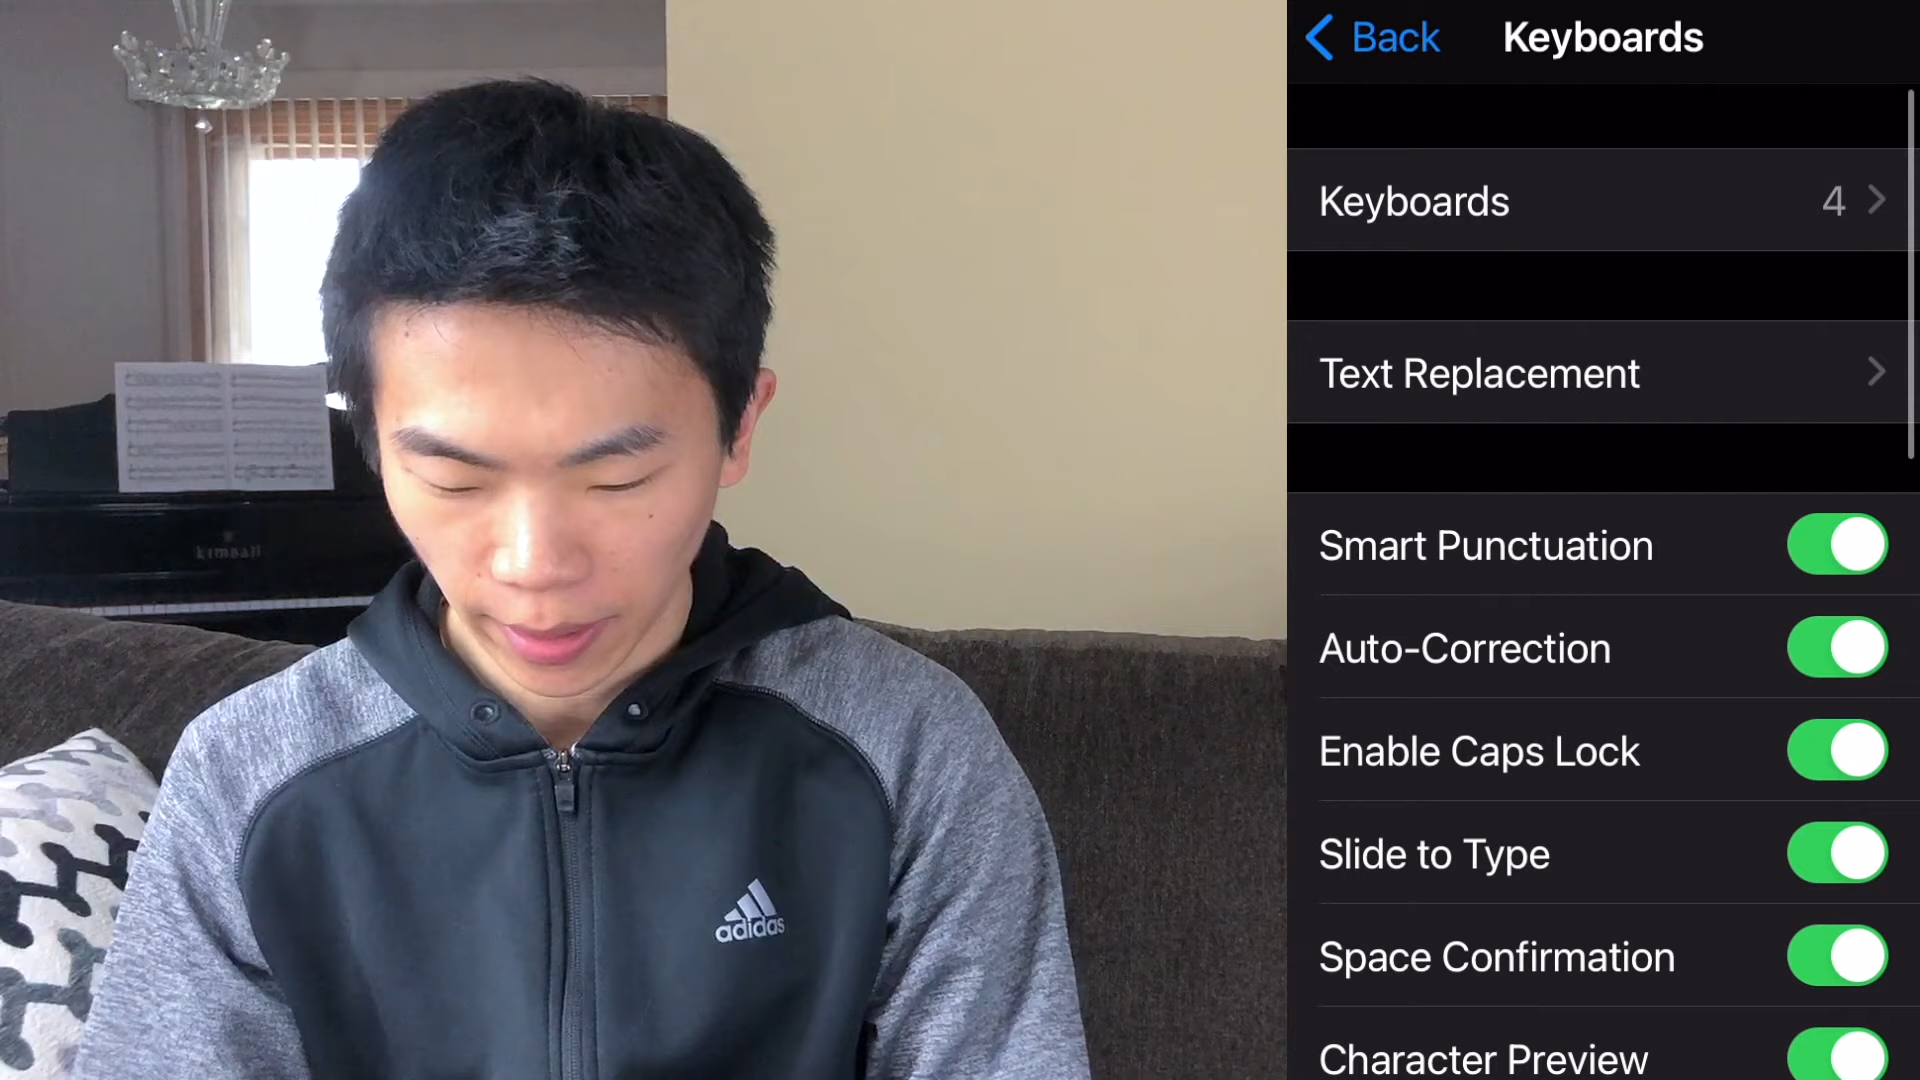 Back
Keyboards
Keyboards 4
Text Replacement
Smart Punctuation
Auto-Correction
Enable Caps Lock
Slide to Type
Space Confirmation
Character Preview
KIMBALL
adidas